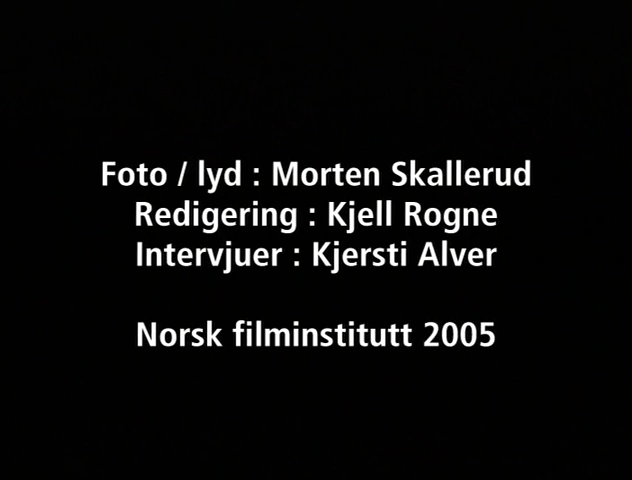 Foto / lyd : Morten Skallerud
Redigering : Kjell Rogne
Intervjuer : Kjersti Alver
Norsk filminstitutt 2005